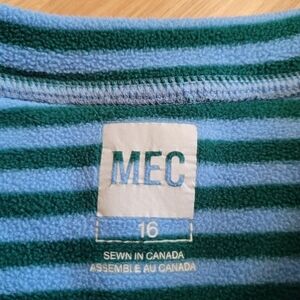 MEC
16
SEWN IN CANADA
ASSEMBLÉ AU CANADA